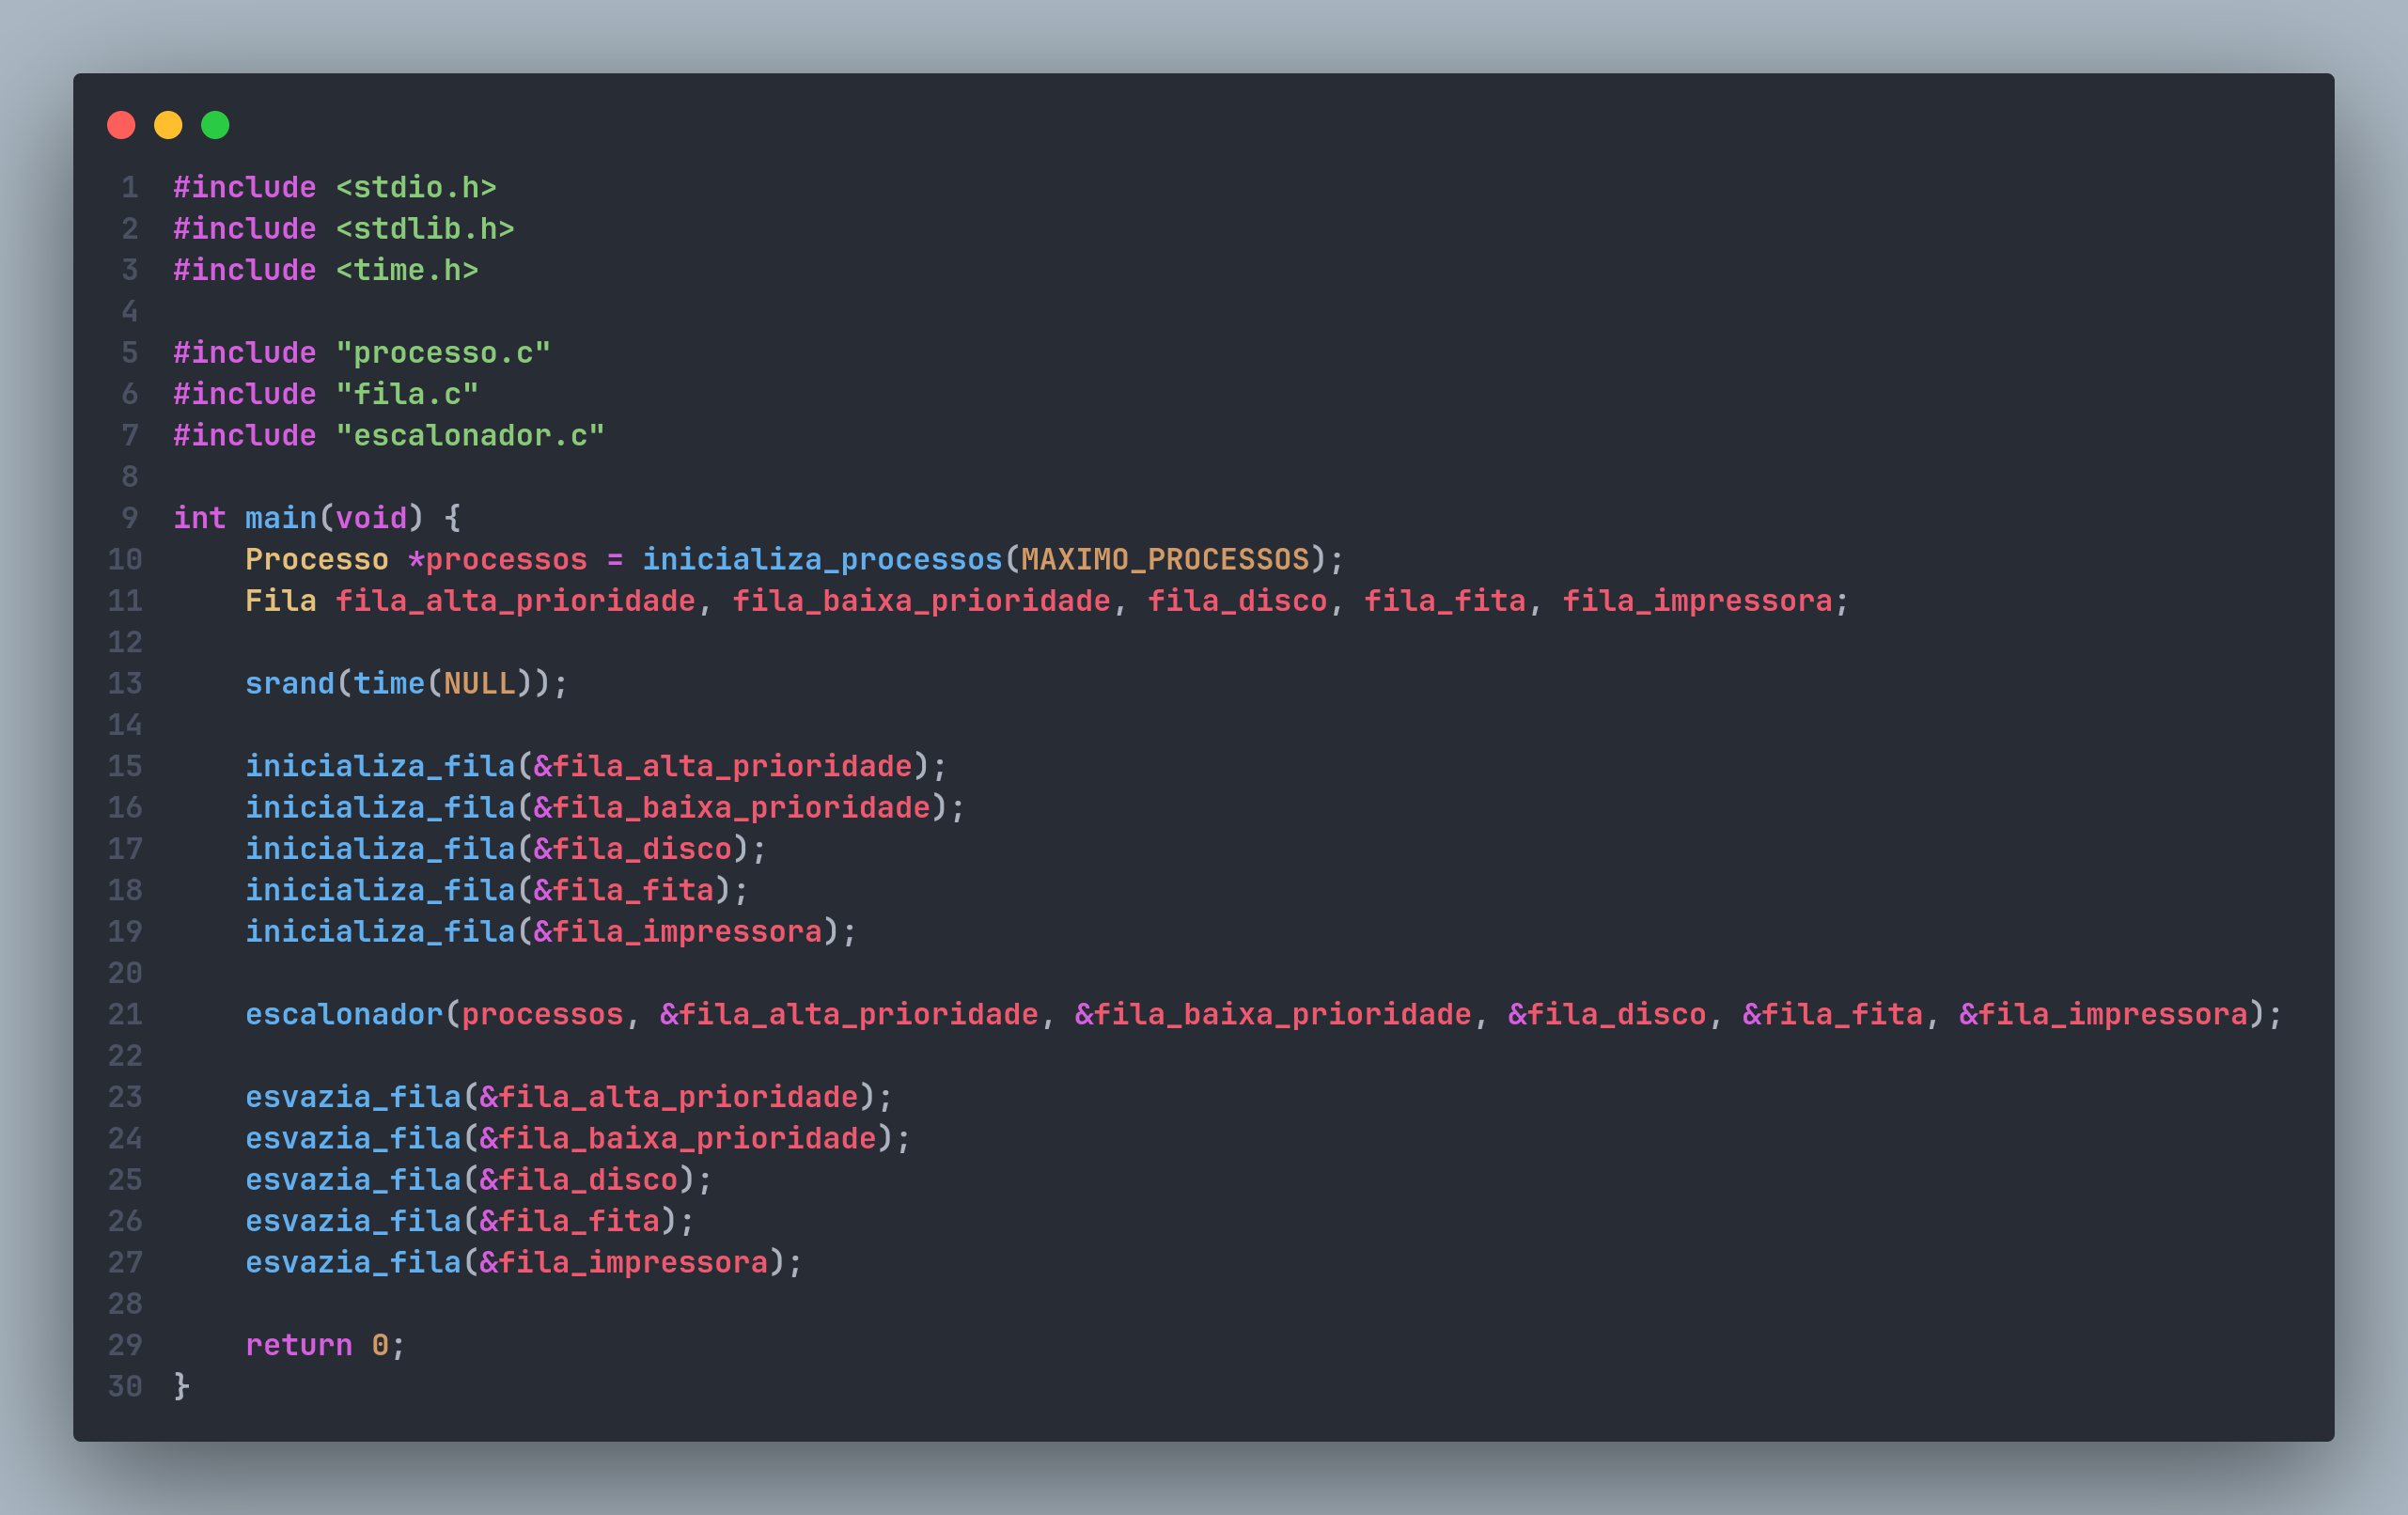 1 #include <stdio.h>
2 #include <stdlib.h>
3 #include <time.h>
4
5 #include "processo.c"
6 #include "fila.c"
7 #include "escalonador.c"
8
9 int main(void) {
10     Processo *processos = inicializa_processos(MAXIMO_PROCESSOS);
11     Fila fila_alta_prioridade, fila_baixa_prioridade, fila_disco, fila_fita, fila_impressora;
12
13     srand(time(NULL));
14
15     inicializa_fila(&fila_alta_prioridade);
16     inicializa_fila(&fila_baixa_prioridade);
17     inicializa_fila(&fila_disco);
18     inicializa_fila(&fila_fita);
19     inicializa_fila(&fila_impressora);
20
21     escalonador(processos, &fila_alta_prioridade, &fila_baixa_prioridade, &fila_disco, &fila_fita, &fila_impressora);
22
23     esvazia_fila(&fila_alta_prioridade);
24     esvazia_fila(&fila_baixa_prioridade);
25     esvazia_fila(&fila_disco);
26     esvazia_fila(&fila_fita);
27     esvazia_fila(&fila_impressora);
28
29     return 0;
30 }